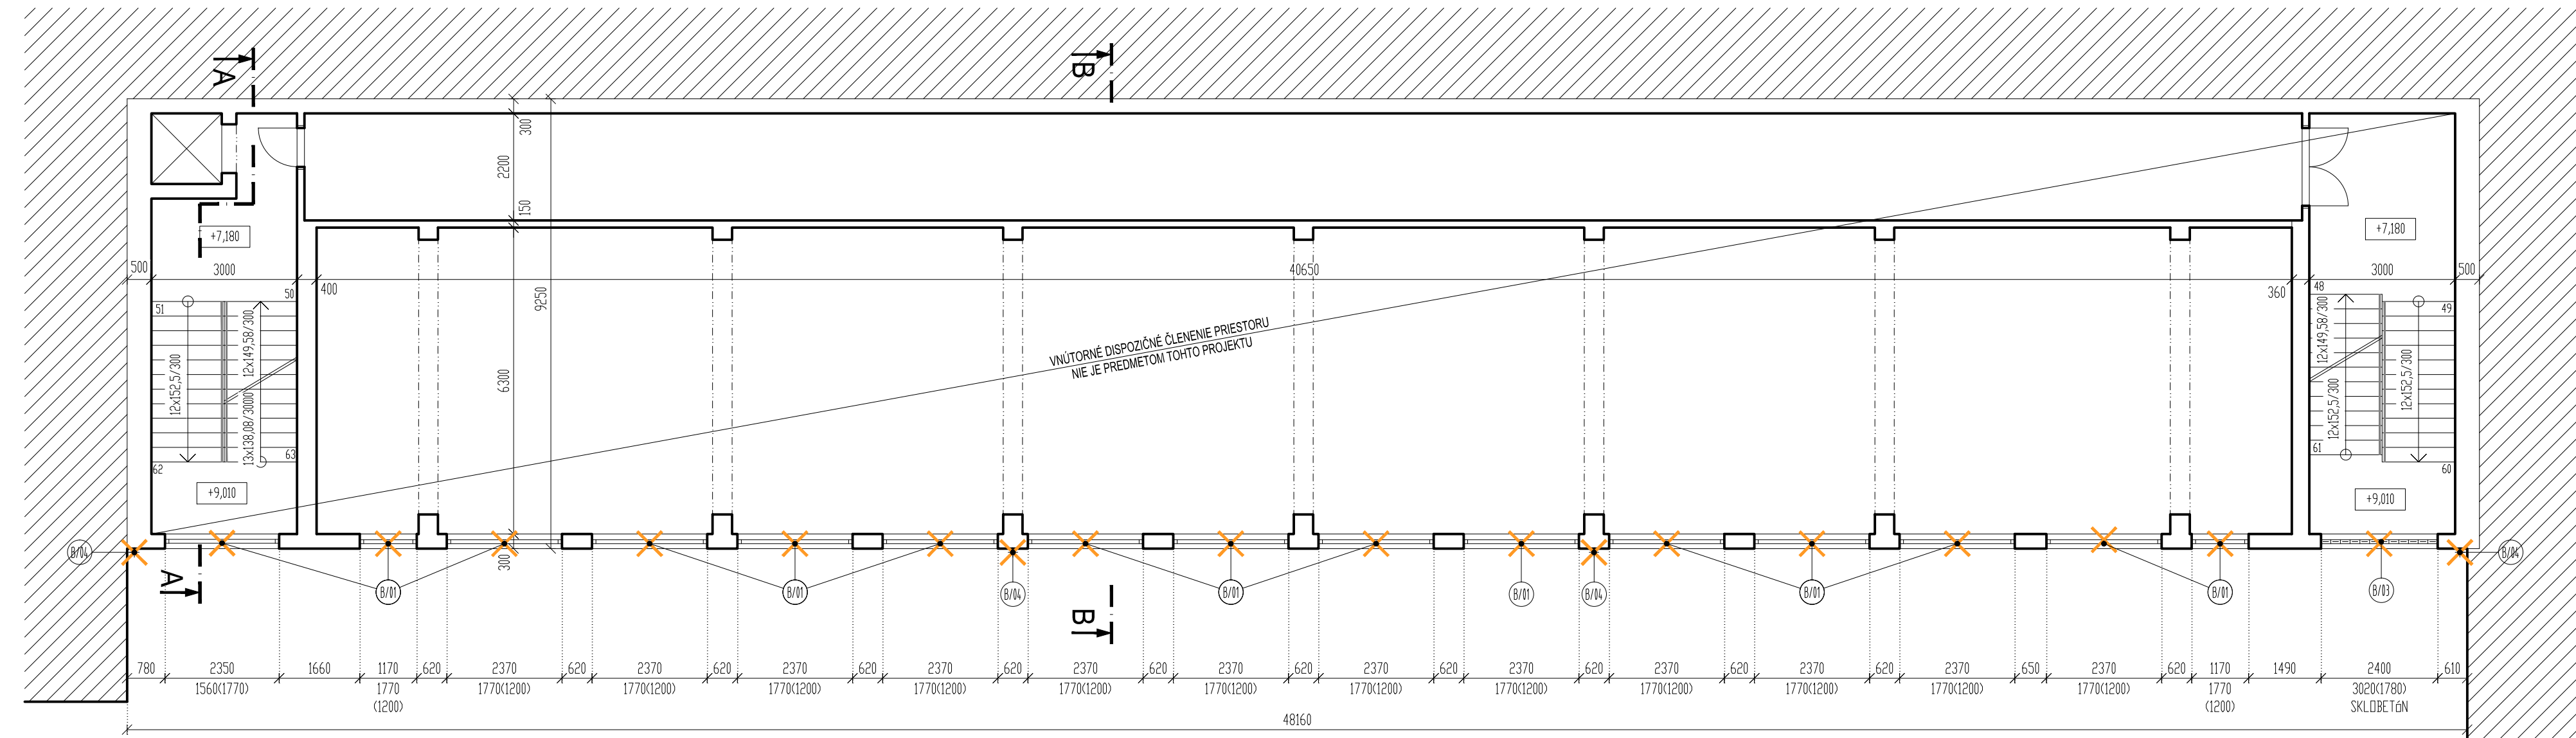 A
B
300
2200
150
+7,180
+7,180
500
3000
400
40650
360
3000
500
9250
6300
51
50
12x152,5/300
12x149,58/300
13x138,08/3000
62
63
48
49
12x149,58/300
12x152,5/300
12x152,5/300
61
60
VNÚTORNÉ DISPOZIČNÉ ČLENENIE PRIESTORU
NIE JE PREDMETOM TOHTO PROJEKTU
+9,010
+9,010
B/04
B/04
300
A
B
B/01
B/01
B/04
B/01
B/01
B/04
B/01
B/01
B/03
780 2350 1660 1170 620 2370 620 2370 620 2370 620 2370 620 2370 620 2370 620 2370 620 2370 620 2370 620 2370 620 2370 650 2370 620 1170 1490 2400 610
1560(1770) 1770 1770(1200) 1770(1200) 1770(1200) 1770(1200) 1770(1200) 1770(1200) 1770(1200) 1770(1200) 1770(1200) 1770(1200) 1770(1200) 1770(1200) 1770 3020(1780)
(1200) (1200) SKLOBETóN
48160